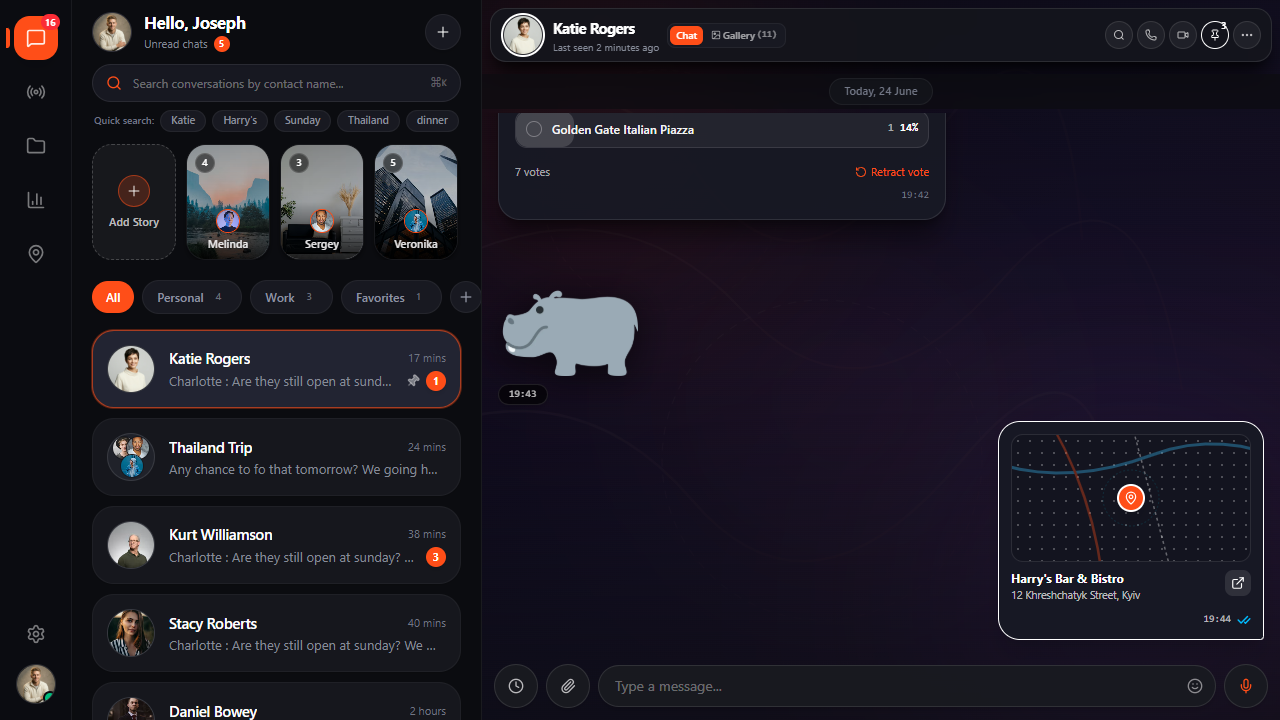 16
Hello, Joseph
Unread chats 5
Search conversations by contact name... ⌘K
Quick search: Katie Harry's Sunday Thailand dinner
Add Story
4
Melinda
3
Sergey
5
Veronika
All
Personal 4
Work 3
Favorites 1
Katie Rogers 17 mins
Charlotte : Are they still open at sund... 1
Thailand Trip 24 mins
Any chance to fo that tomorrow? We going h...
Kurt Williamson 38 mins
Charlotte : Are they still open at sunday? ... 3
Stacy Roberts 40 mins
Charlotte : Are they still open at sunday? We ...
Daniel Bowey 2 hours
Katie Rogers
Last seen 2 minutes ago
Chat
Gallery (11)
3
Today, 24 June
Golden Gate Italian Piazza 1 14%
7 votes Retract vote
19:42
19:43
Harry's Bar & Bistro
12 Khreshchatyk Street, Kyiv
19:44
Type a message...